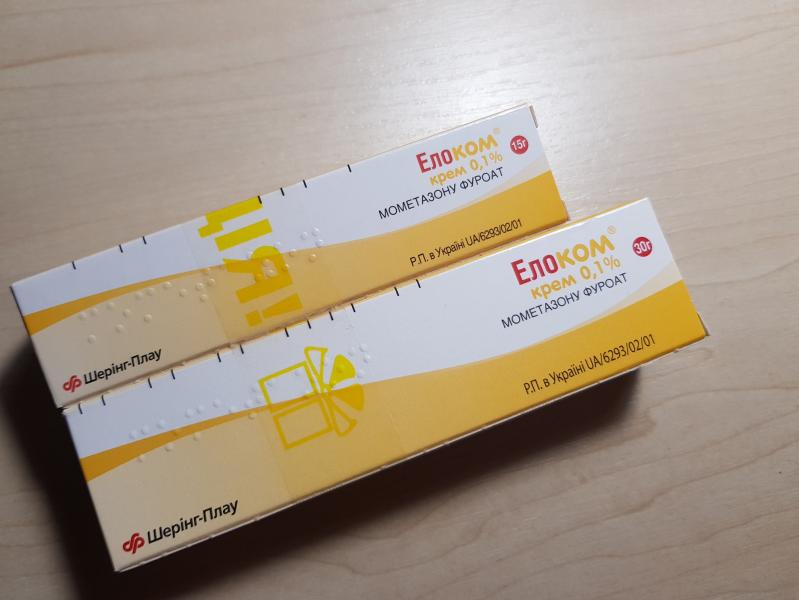 Елоком®
крем 0,1%
15г
МОМЕТАЗОНУ ФУРОАТ
Р.П. в Україні UA/6293/02/01
ЦІЯ!
Шерінг-Плау
Елоком®
крем 0,1%
30г
МОМЕТАЗОНУ ФУРОАТ
Р.П. в Україні UA/6293/02/01
Шерінг-Плау